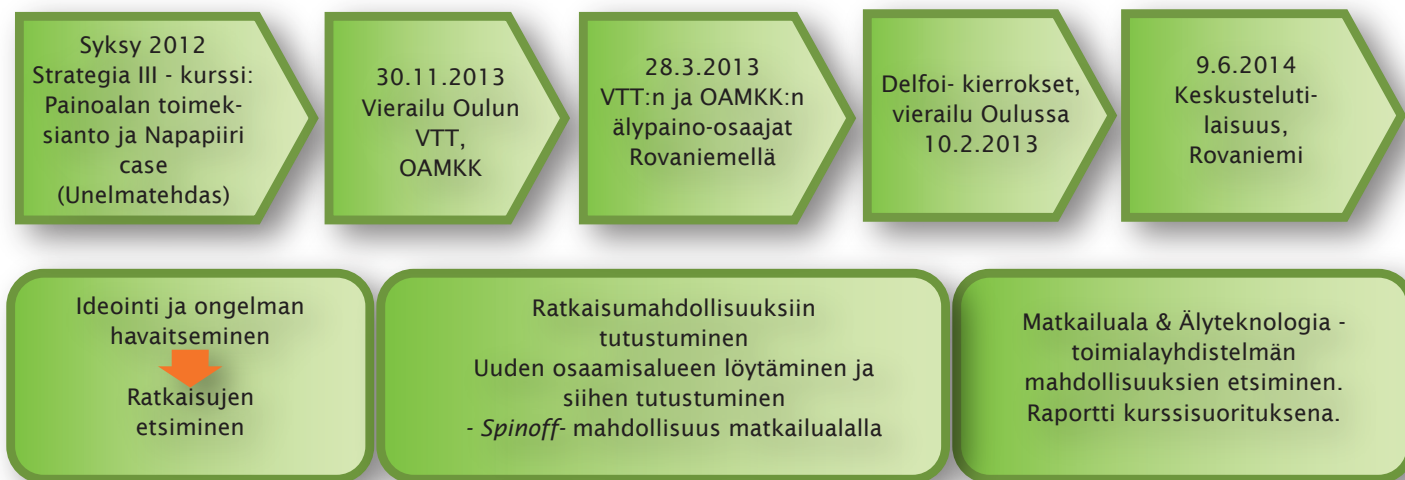 Syksy 2012
Strategia III - kurssi:
Painoalan toimek-
sianto ja Napapiiri
case
(Unelmatehdas)
30.11.2013
Vierailu Oulun
VTT,
OAMKK
28.3.2013
VTT:n ja OAMKK:n
älypaino-osaajat
Rovaniemellä
Delfoi- kierrokset,
vierailu Oulussa
10.2.2013
9.6.2014
Keskusteluti-
laisuus,
Rovaniemi
Ideointi ja ongelman
havaitseminen
Ratkaisujen
etsiminen
Ratkaisumahdollisuuksiin
tutustuminen
Uuden osaamisalueen löytäminen ja
siihen tutustuminen
- Spinoff- mahdollisuus matkailualalla
Matkailuala & Älyteknologia -
toimialayhdistelmän
mahdollisuuksien etsiminen.
Raportti kurssisuorituksena.